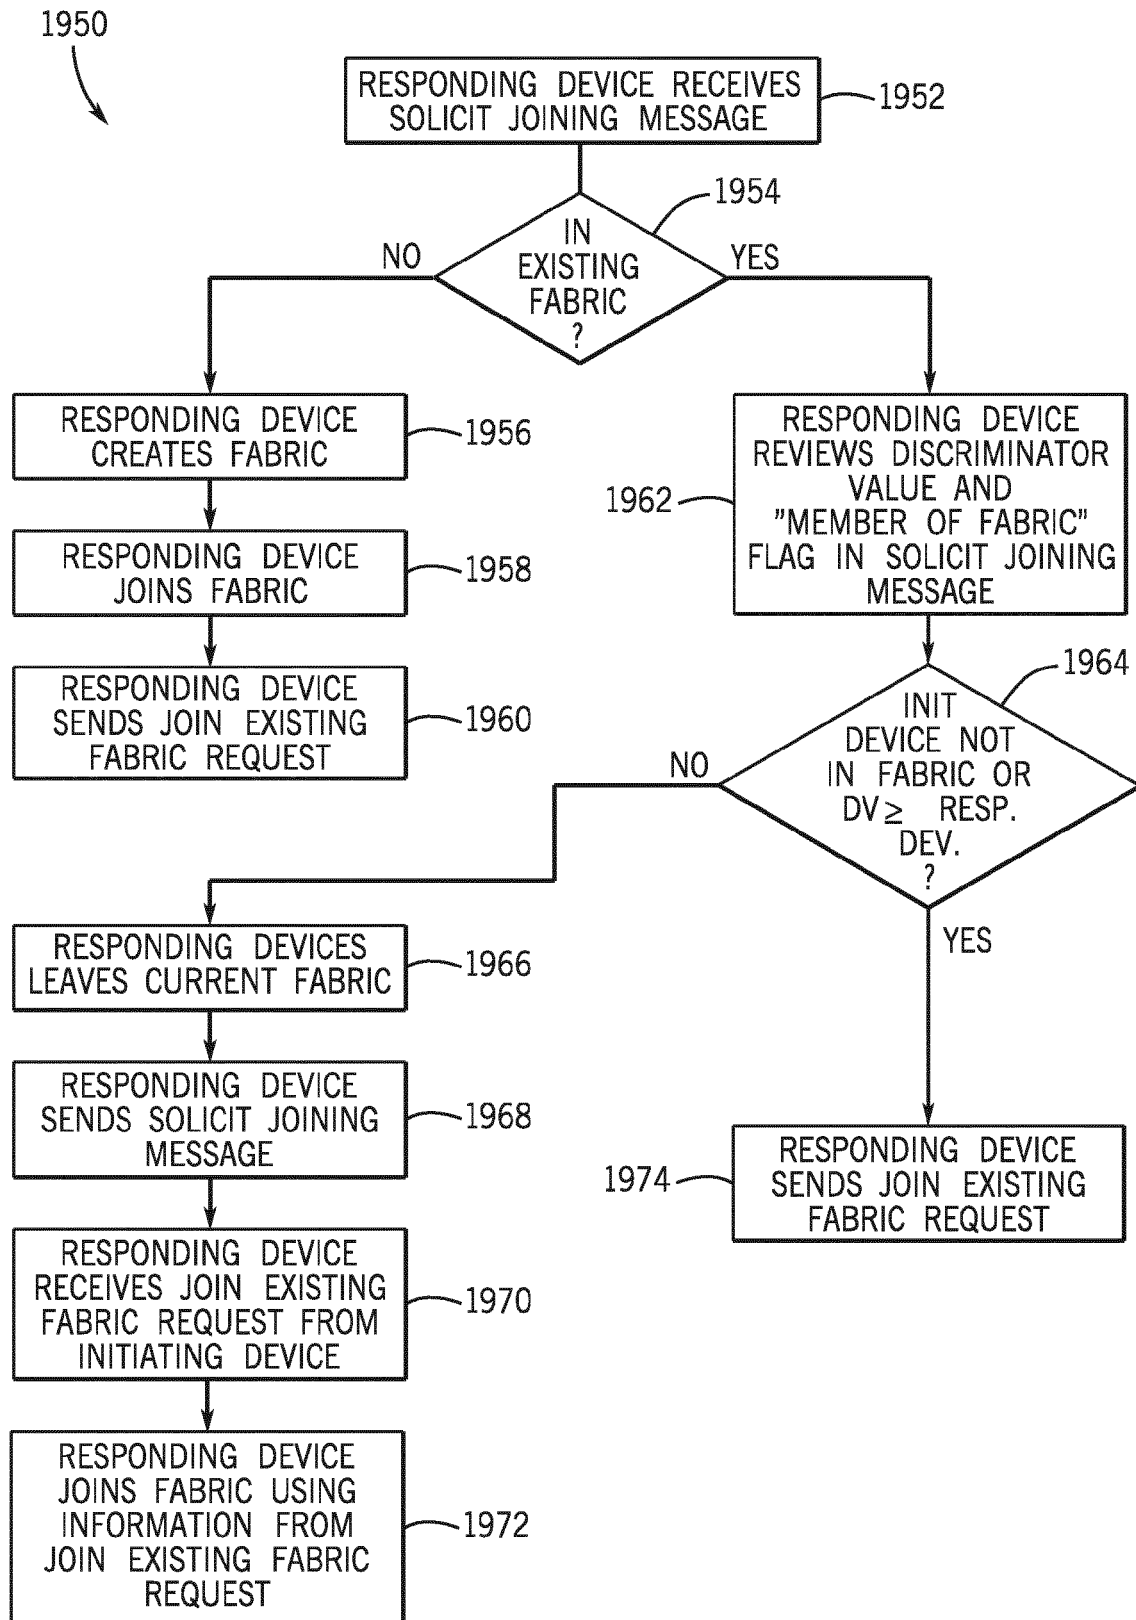 1950
RESPONDING DEVICE RECEIVES
SOLICIT JOINING MESSAGE
1952
1954
IN
EXISTING
FABRIC
?
NO
YES
RESPONDING DEVICE
CREATES FABRIC
1956
RESPONDING DEVICE
JOINS FABRIC
1958
RESPONDING DEVICE
SENDS JOIN EXISTING
FABRIC REQUEST
1960
RESPONDING DEVICE
REVIEWS DISCRIMINATOR
VALUE AND
"MEMBER OF FABRIC"
FLAG IN SOLICIT JOINING
MESSAGE
1962
1964
INIT
DEVICE NOT
IN FABRIC OR
DV≥ RESP.
DEV.
?
NO
YES
RESPONDING DEVICES
LEAVES CURRENT FABRIC
1966
RESPONDING DEVICE
SENDS SOLICIT JOINING
MESSAGE
1968
RESPONDING DEVICE
RECEIVES JOIN EXISTING
FABRIC REQUEST FROM
INITIATING DEVICE
1970
RESPONDING DEVICE
JOINS FABRIC USING
INFORMATION FROM
JOIN EXISTING FABRIC
REQUEST
1972
1974
RESPONDING DEVICE
SENDS JOIN EXISTING
FABRIC REQUEST